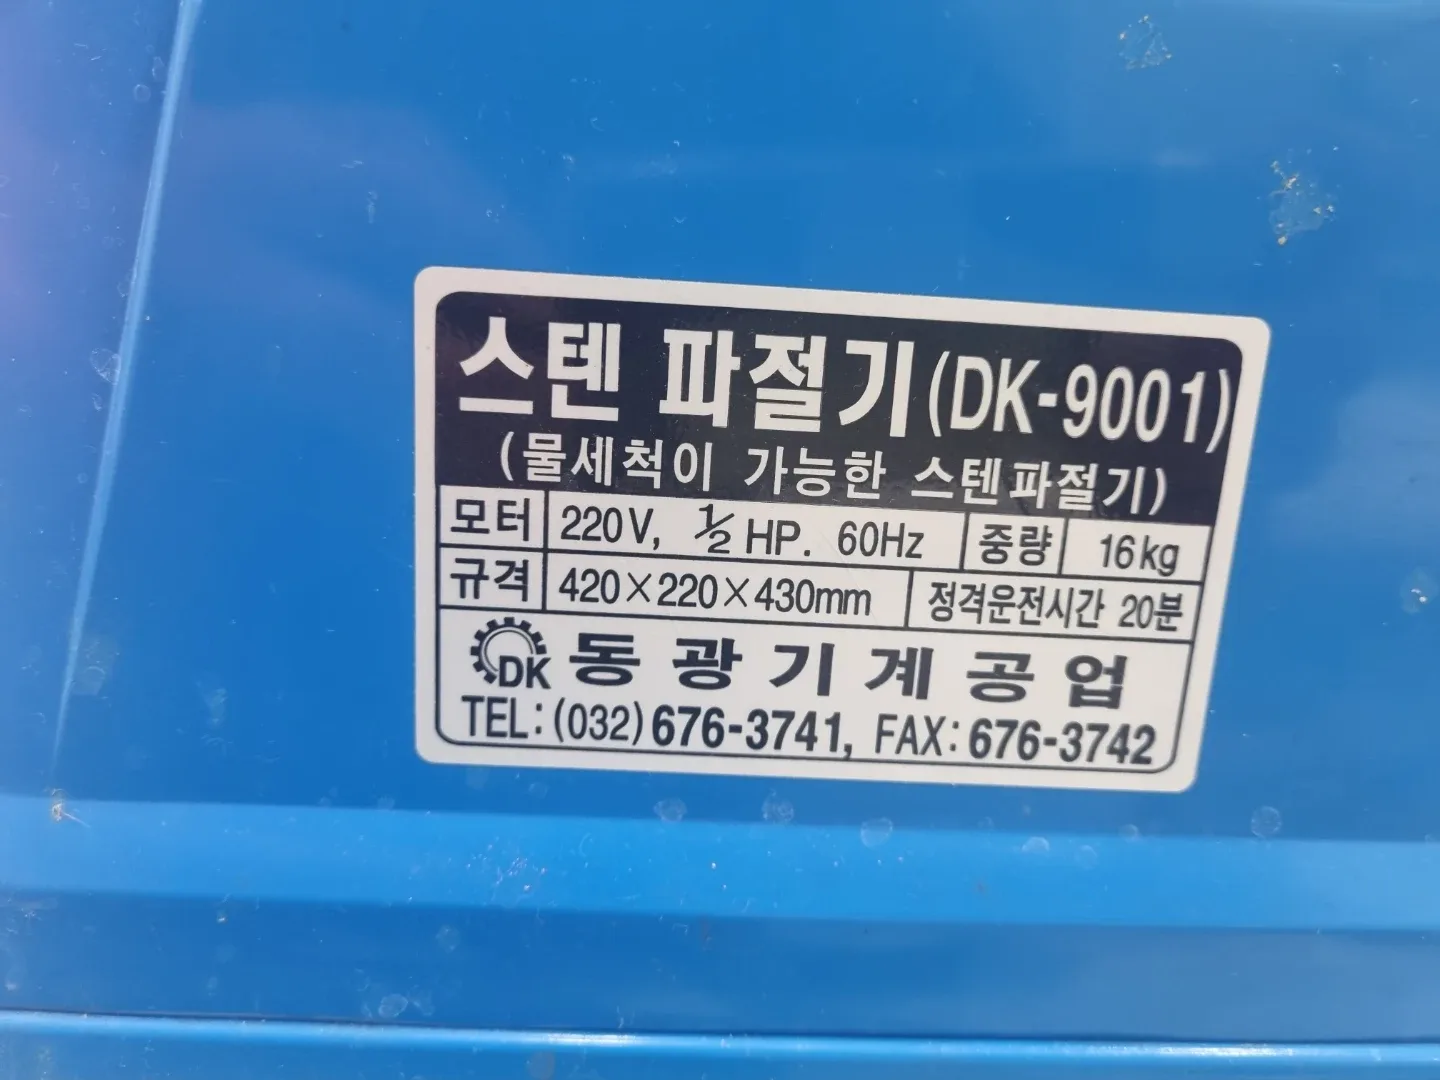 스텐 파절기(DK-9001)
(물세척이 가능한 스텐파절기)
모터 220V, 1/2 HP. 60Hz 중량 16kg
규격 420×220×430mm 정격운전시간 20분
DK 동광기계공업
TEL: (032) 676-3741, FAX: 676-3742